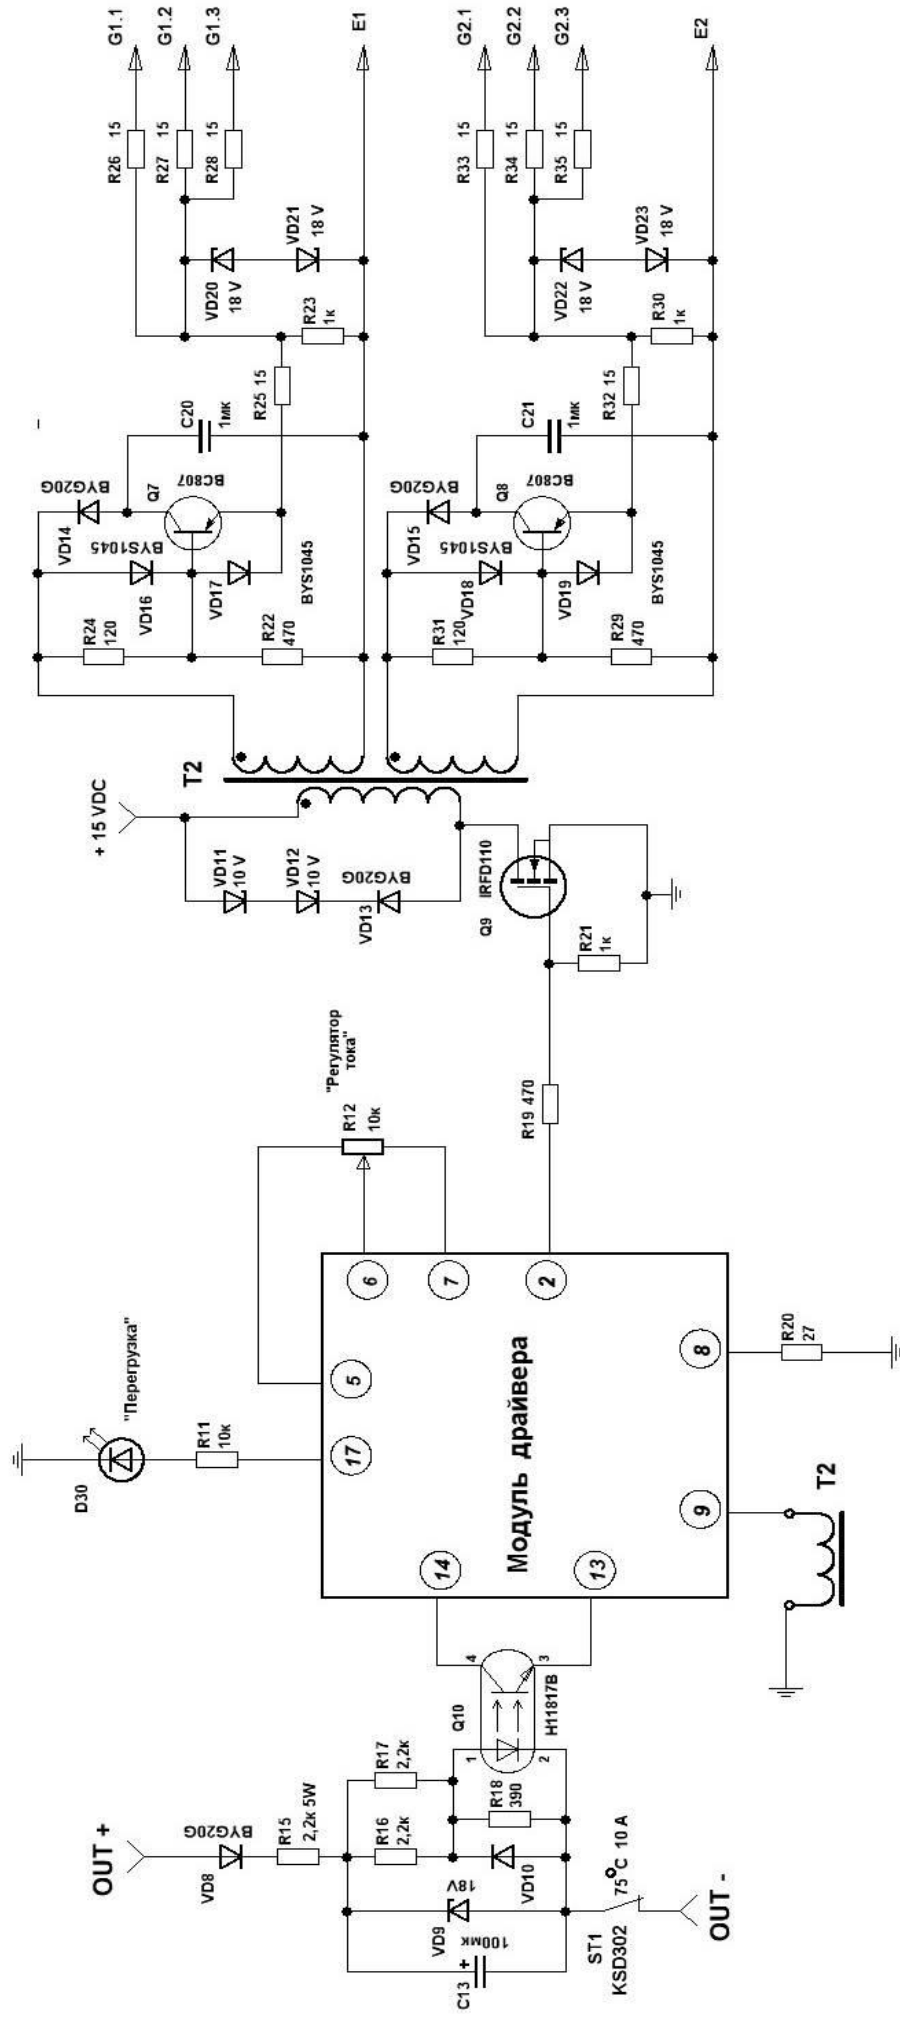 OUT +
VD8
BYG20G
R15
2,2к 5W
R17
2,2к
R16
2,2к
C13
+
100мк
VD9
18V
VD10
R18
390
ST1
KSD302
75°C 10 A
OUT -
Q10
1
2
3
4
H11817B
14
13
Модуль драйвера
17
5
6
7
2
8
9
D30
"Перегрузка"
R11
10к
"Регулятор
тока"
R12
10к
T2
R20
27
R19 470
R21
1к
Q9 IRFD110
+ 15 VDC
VD11
10 V
VD12
10 V
VD13
BYG20G
T2
R24
120
R22
470
VD14
BYG20G
VD16
BYS1045
VD17
BYS1045
Q7
BC807
C20
1мк
R25 15
R23
1к
VD20
18 V
VD21
18 V
R26 15
R27 15
R28 15
G1.1
G1.2
G1.3
E1
R31
120
R29
470
VD15
BYG20G
VD18
BYS1045
VD19
BYS1045
Q8
BC807
C21
1мк
R32 15
R30
1к
VD22
18 V
VD23
18 V
R33 15
R34 15
R35 15
G2.1
G2.2
G2.3
E2